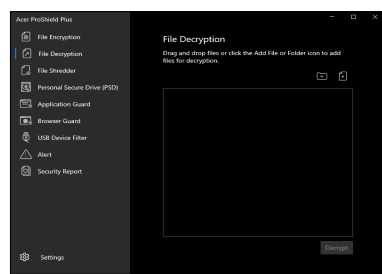 Acer ProShield Plus
File Encryption
File Decryption
File Shredder
Personal Secure Drive (PSD)
Application Guard
Browser Guard
USB Device Filter
Alert
Security Report
Settings
File Decryption
Drag and drop files or click the Add File or Folder icon to add
files for decryption.
Decrypt